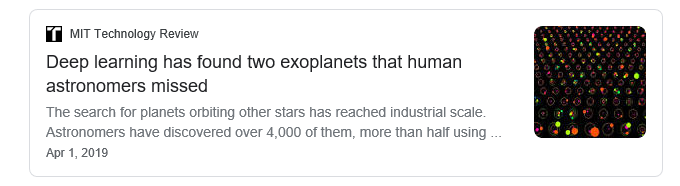 MIT Technology Review
Deep learning has found two exoplanets that human
astronomers missed
The search for planets orbiting other stars has reached industrial scale.
Astronomers have discovered over 4,000 of them, more than half using ...
Apr 1, 2019